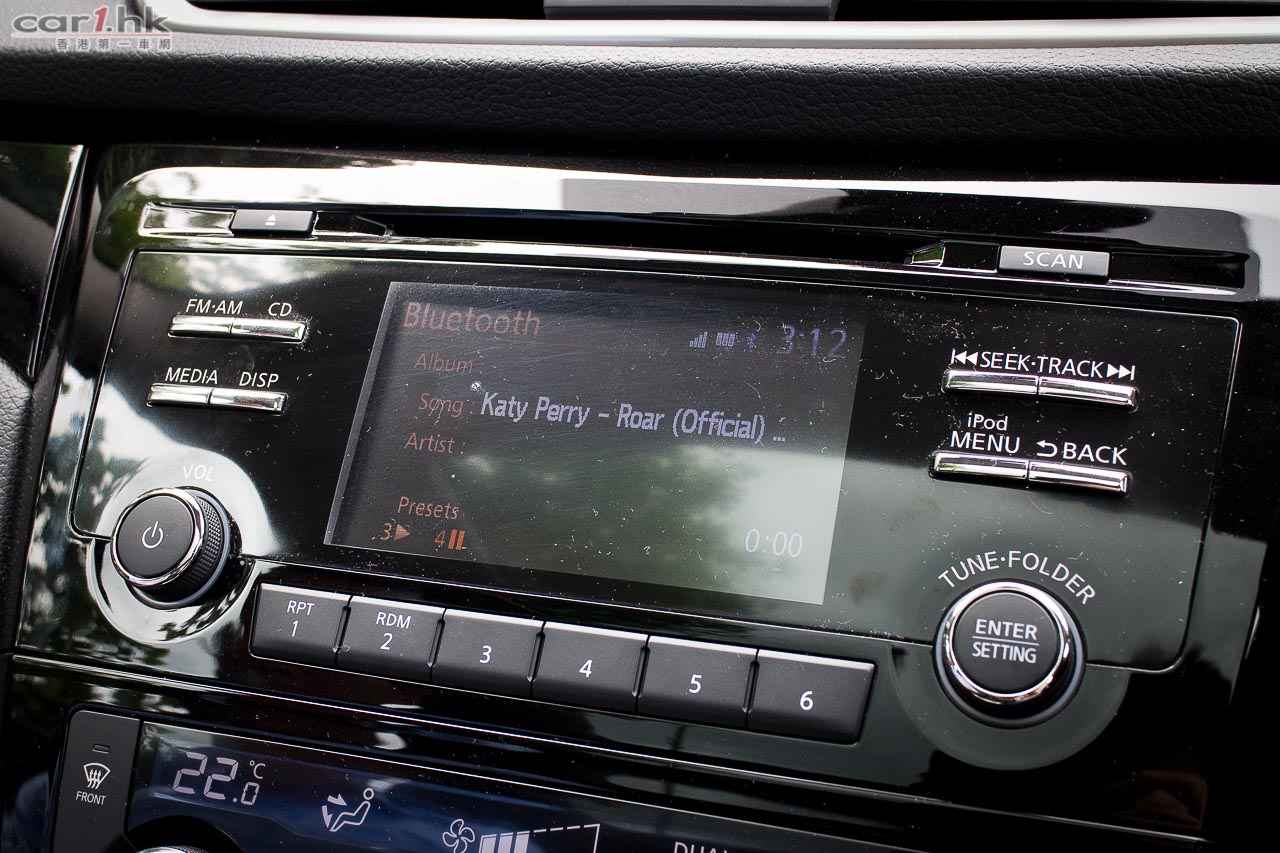 car1.hk
香港第一車網
SCAN
FM·AM CD
MEDIA DISP
VOL
Bluetooth 3:12
Album :
Song : Katy Perry – Roar (Official) ...
Artist :
Presets
3 4
0:00
SEEK·TRACK
iPod
MENU BACK
TUNE·FOLDER
ENTER
SETTING
RPT
1
RDM
2
3
4
5
6
FRONT
22.0°C
DUAL